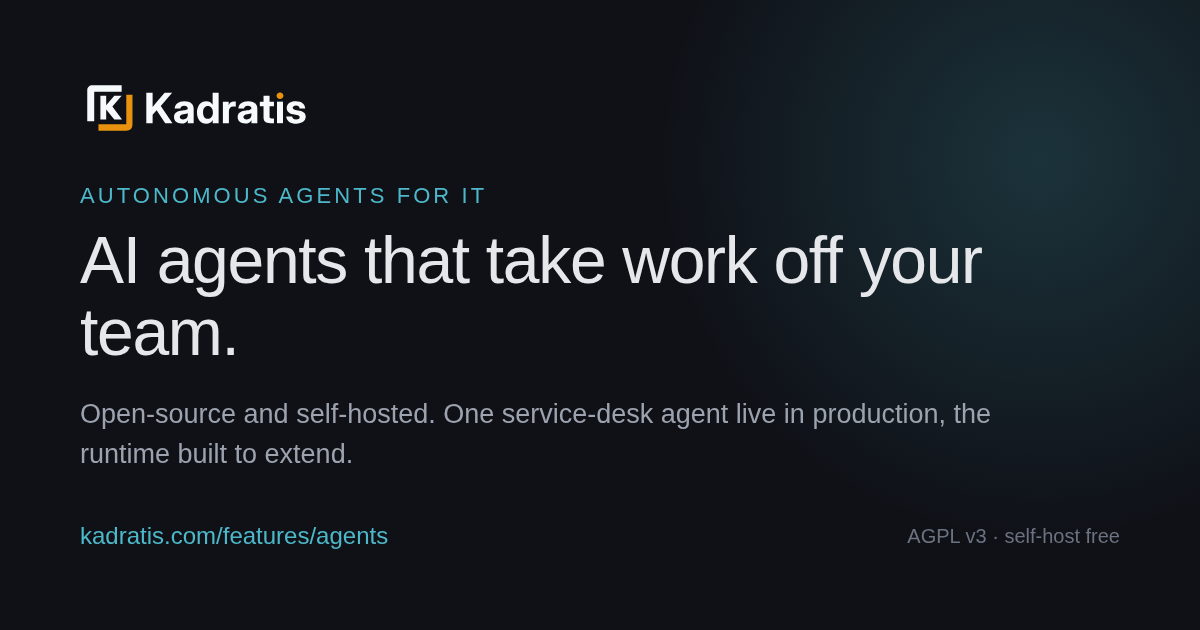 K Kadratis
AUTONOMOUS AGENTS FOR IT
AI agents that take work off your
team.
Open-source and self-hosted. One service-desk agent live in production, the
runtime built to extend.
kadratis.com/features/agents
AGPL v3 · self-host free